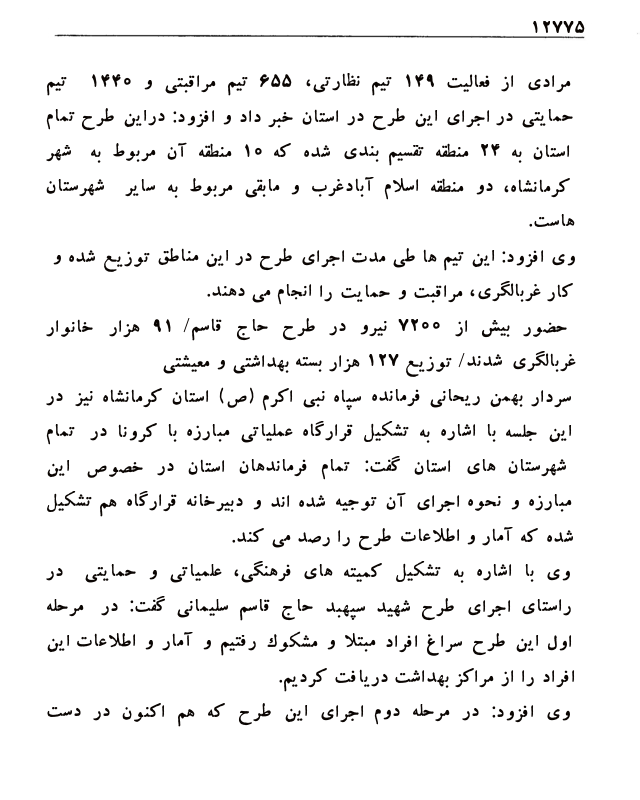 ۱۲۷۷۵
مرادی از فعالیت ۱۴۹ تیم نظارتی، ۶۵۵ تیم مراقبتی و ۱۴۴۰ تیم
حمایتی در اجرای این طرح در استان خبر داد و افزود: دراین طرح تمام
استان به ۲۴ منطقه تقسیم بندی شده که ۱۰ منطقه آن مربوط به شهر
کرمانشاه، دو منطقه اسلام آبادغرب و مابقی مربوط به سایر شهرستان
هاست.
وی افزود: این تیم ها طی مدت اجرای طرح در این مناطق توزیع شده و
کار غربالگری، مراقبت و حمایت را انجام می دهند.
حضور بیش از ۷۲۰۰ نیرو در طرح حاج قاسم/ ۹۱ هزار خانوار
غربالگری شدند/ توزیع ۱۲۷ هزار بسته بهداشتی و معیشتی
سردار بهمن ریحانی فرمانده سپاه نبی اکرم (ص) استان کرمانشاه نیز در
این جلسه با اشاره به تشکیل قرارگاه عملیاتی مبارزه با کرونا در تمام
شهرستان های استان گفت: تمام فرماندهان استان در خصوص این
مبارزه و نحوه اجرای آن توجیه شده اند و دبیرخانه قرارگاه هم تشکیل
شده که آمار و اطلاعات طرح را رصد می کند.
وی با اشاره به تشکیل کمیته های فرهنگی، علمیاتی و حمایتی در
راستای اجرای طرح شهید سپهبد حاج قاسم سلیمانی گفت: در مرحله
اول این طرح سراغ افراد مبتلا و مشکوك رفتیم و آمار و اطلاعات این
افراد را از مراکز بهداشت دریافت کردیم.
وی افزود: در مرحله دوم اجرای این طرح که هم اکنون در دست